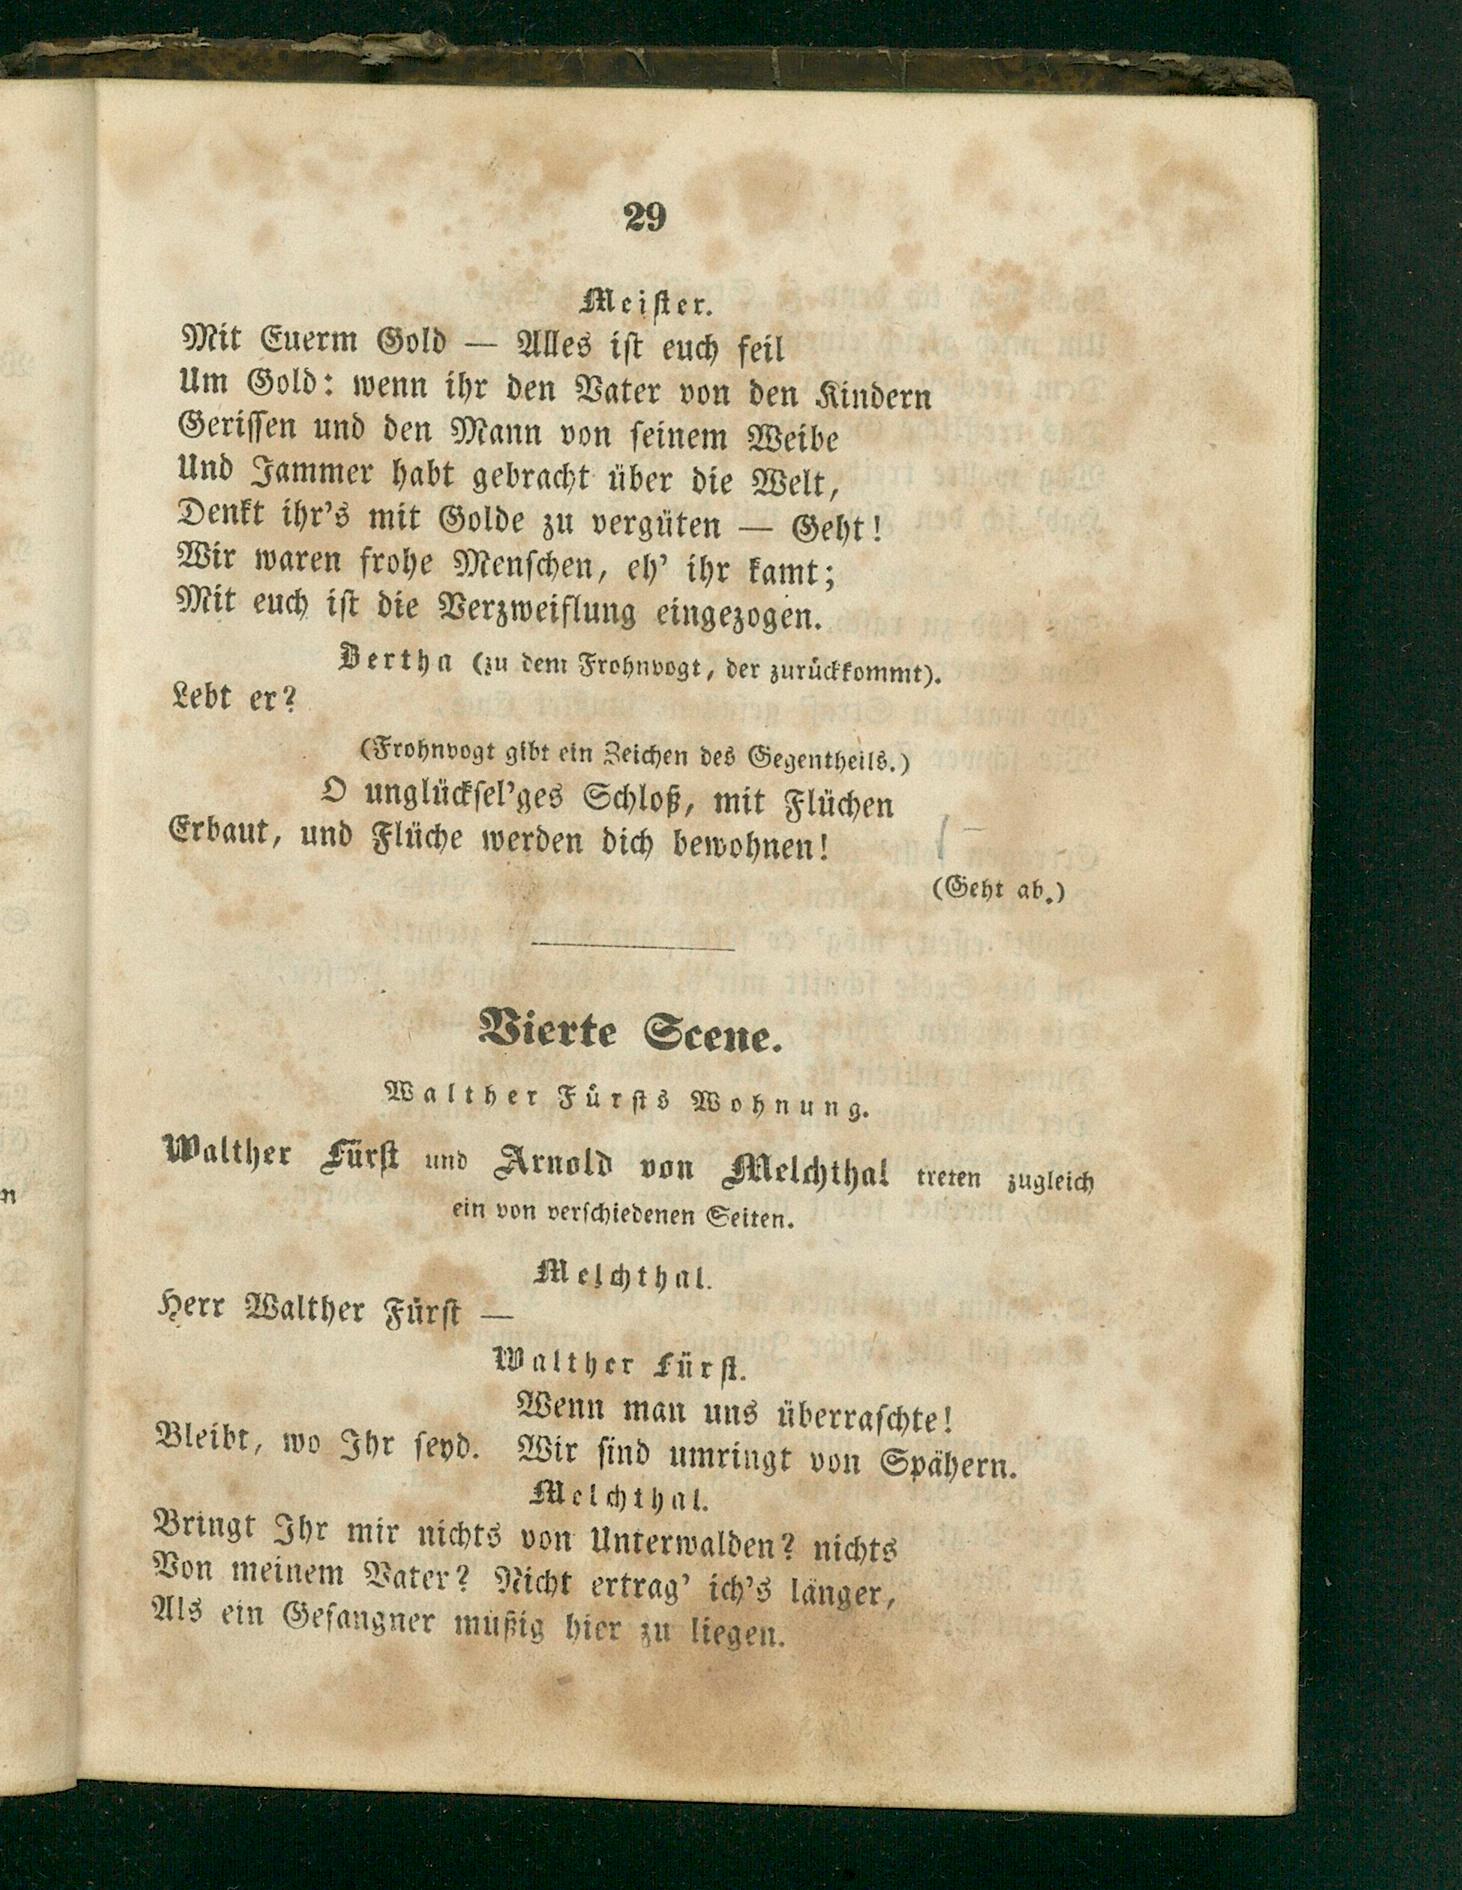 29
Meister.
Mit Euerm Gold — Alles ist euch feil
Um Gold: wenn ihr den Vater von den Kindern
Gerissen und den Mann von seinem Weibe
Und Jammer habt gebracht über die Welt,
Denkt ihr's mit Golde zu vergüten — Geht!
Wir waren frohe Menschen, eh' ihr kamt;
Mit euch ist die Verzweiflung eingezogen.
Bertha (zu dem Frohnvogt, der zurückkommt).
Lebt er?
(Frohnvogt gibt ein Zeichen des Gegentheils.)
O unglücksel'ges Schloß, mit Flüchen
Erbaut, und Flüche werden dich bewohnen!
(Geht ab.)
Vierte Scene.
Walther Fürsts Wohnung.
Walther Fürst und Arnold von Melchthal treten zugleich
ein von verschiedenen Seiten.
Melchthal.
Herr Walther Fürst —
Walther Fürst.
Wenn man uns überraschte!
Bleibt, wo Ihr seyd. Wir sind umringt von Spähern.
Melchthal.
Bringt Ihr mir nichts von Unterwalden? nichts
Von meinem Vater? Nicht ertrag' ich's länger,
Als ein Gefangner müßig hier zu liegen.